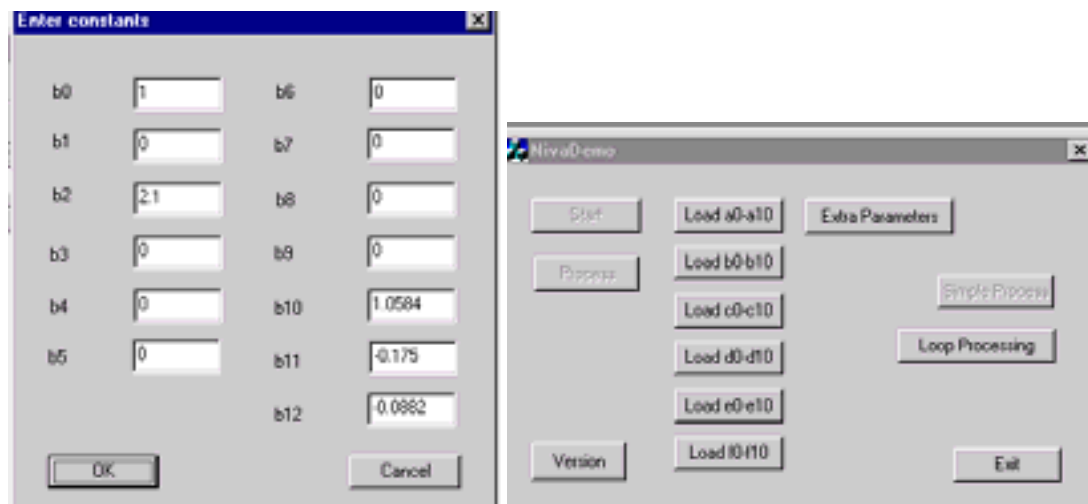 Enter constants
b0 1 b6 0
b1 0 b7 0
b2 2.1 b8 0
b3 0 b9 0
b4 0 b10 1.0584
b5 0 b11 -0.175
b12 -0.0882
OK Cancel
NivaDemo
Start Load a0-a10 Extra Parameters
Process Load b0-b10
Simple Process
Load c0-c10
Loop Processing
Load d0-d10
Load e0-e10
Version Load f0-f10 Exit